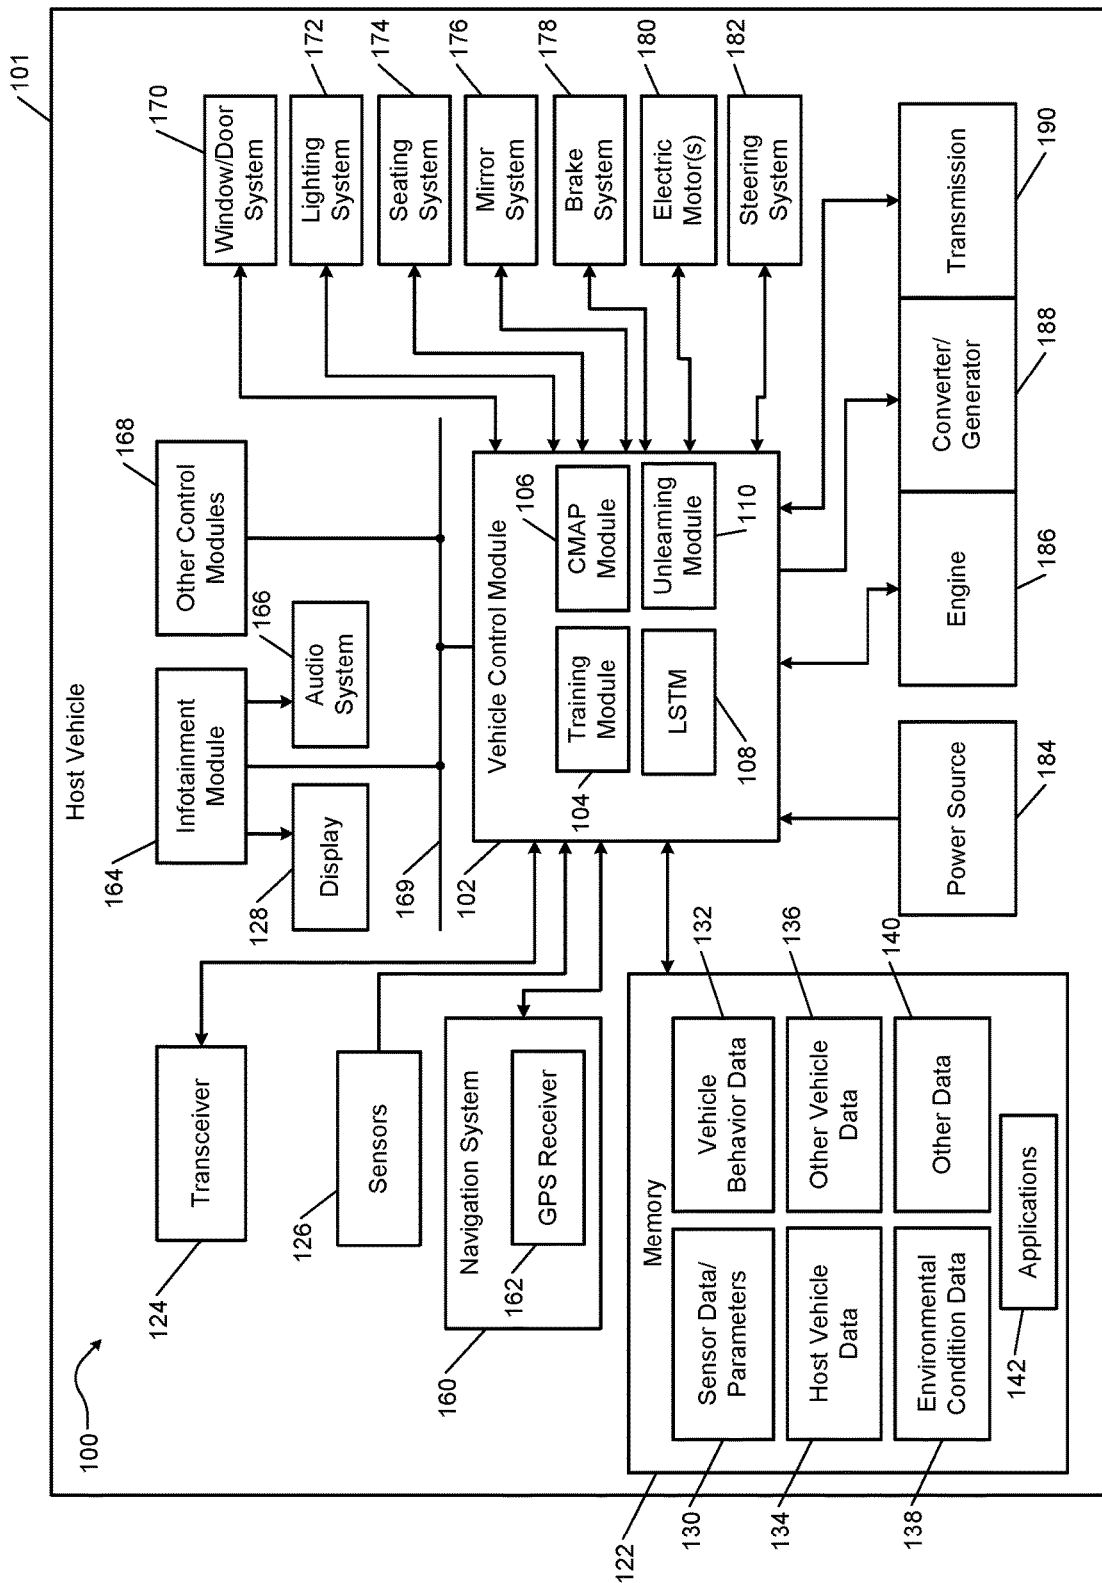 100
101
Host Vehicle
124
Transceiver
126
Sensors
160
Navigation System
162
GPS Receiver
164
Infotainment
Module
128
Display
166
Audio
System
168
Other Control
Modules
169
102
Vehicle Control Module
104
Training
Module
106
CMAP
Module
108
LSTM
110
Unlearning
Module
170
Window/Door
System
172
Lighting
System
174
Seating
System
176
Mirror
System
178
Brake
System
180
Electric
Motor(s)
182
Steering
System
122
Memory
130
Sensor Data/
Parameters
132
Vehicle
Behavior Data
134
Host Vehicle
Data
136
Other Vehicle
Data
138
Environmental
Condition Data
140
Other Data
142
Applications
Power Source
184
Engine
186
Converter/
Generator
188
Transmission
190